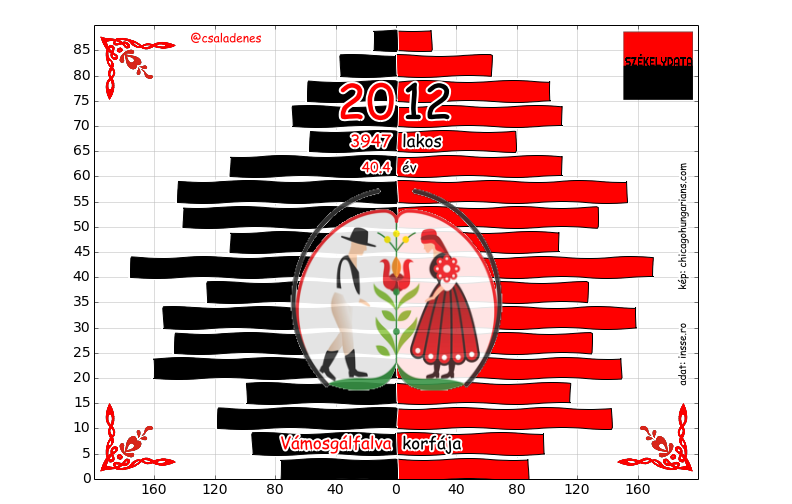 @csaladenes
SZÉKELYDATA
2012
3947 lakos
40.4 év
kép: chicagohungarians.com
adat: insse.ro
Vámosgálfalva korfája
85
80
75
70
65
60
55
50
45
40
35
30
25
20
15
10
5
0
160 120 80 40 0 40 80 120 160